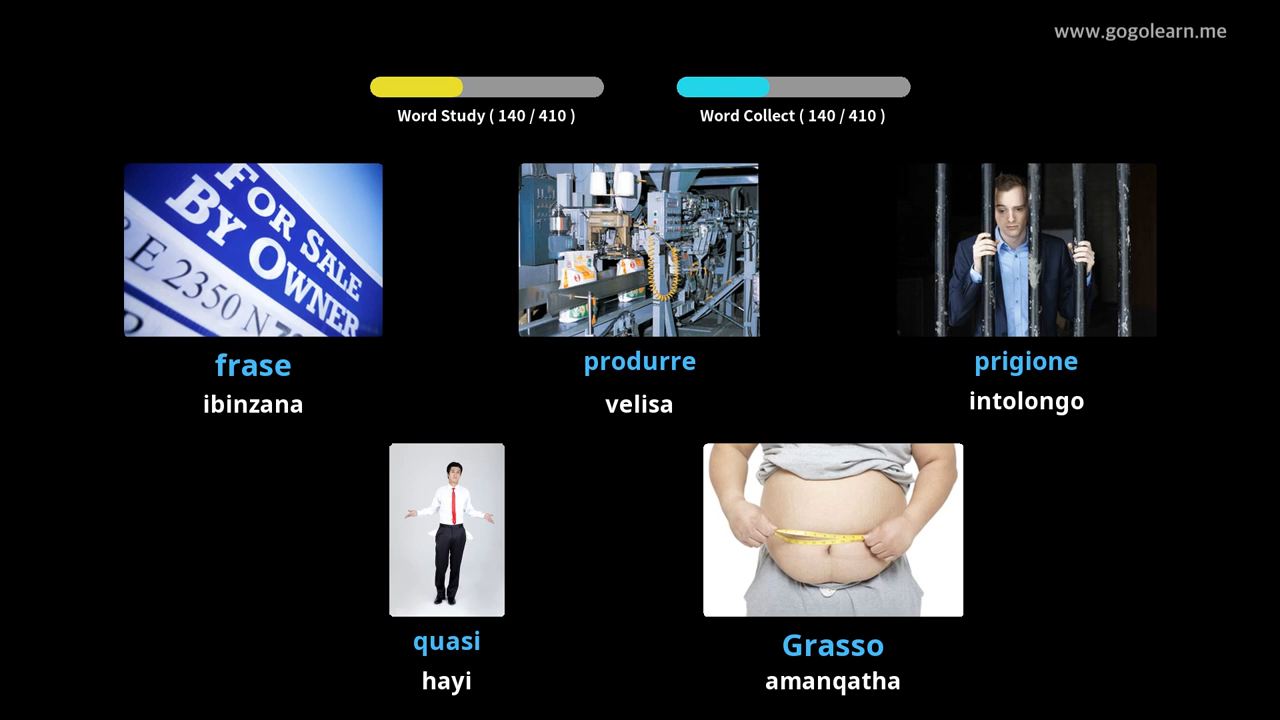 www.gogolearn.me
Word Study ( 140 / 410 )
Word Collect ( 140 / 410 )
FOR SALE
BY OWNER
E 2350 N
frase
ibinzana
produrre
velisa
prigione
intolongo
quasi
hayi
Grasso
amanqatha